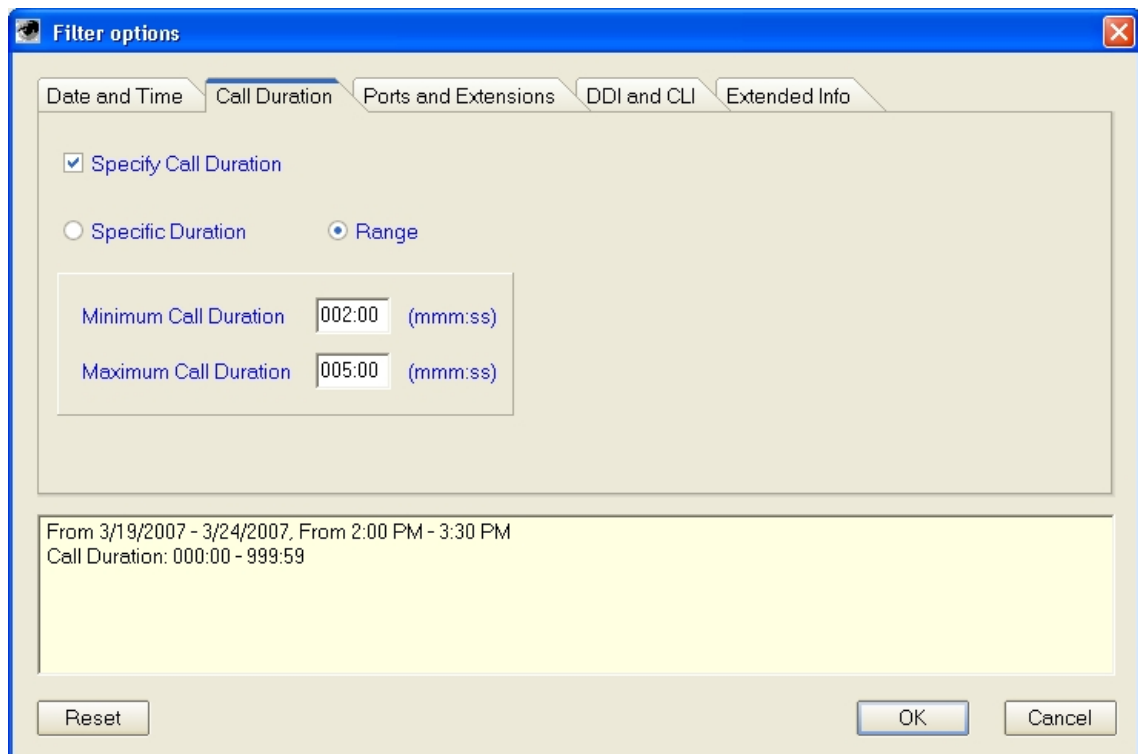 Filter options
Date and Time Call Duration Ports and Extensions DDI and CLI Extended Info
Specify Call Duration
Specific Duration Range
Minimum Call Duration 002:00 (mmm:ss)
Maximum Call Duration 005:00 (mmm:ss)
From 3/19/2007 - 3/24/2007, From 2:00 PM - 3:30 PM
Call Duration: 000:00 - 999:59
Reset OK Cancel